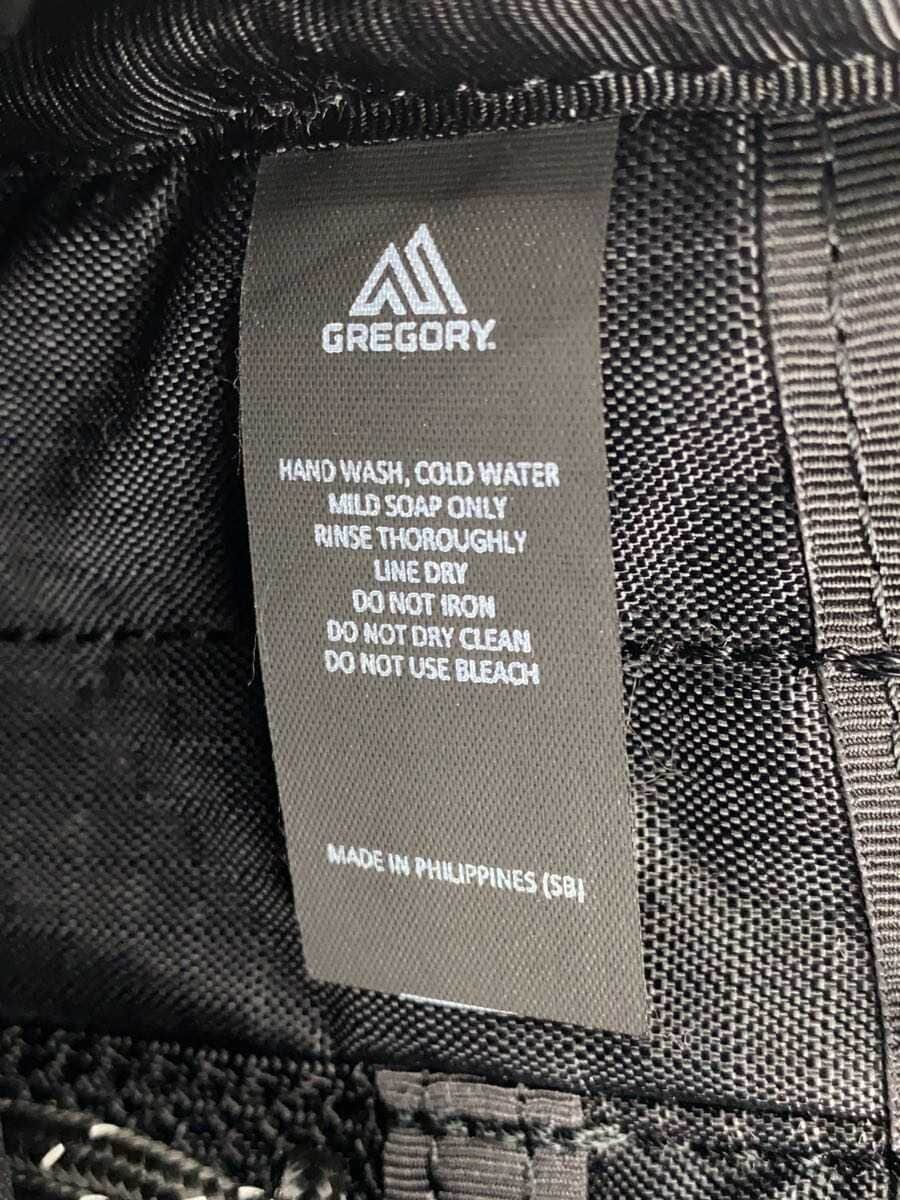 GREGORY.
HAND WASH, COLD WATER
MILD SOAP ONLY
RINSE THOROUGHLY
LINE DRY
DO NOT IRON
DO NOT DRY CLEAN
DO NOT USE BLEACH
MADE IN PHILIPPINES (SB)